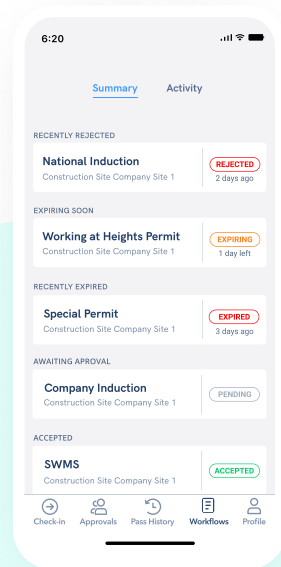 6:20
Summary Activity
RECENTLY REJECTED
National Induction
Construction Site Company Site 1
REJECTED
2 days ago
EXPIRING SOON
Working at Heights Permit
Construction Site Company Site 1
EXPIRING
1 day left
RECENTLY EXPIRED
Special Permit
Construction Site Company Site 1
EXPIRED
3 days ago
AWAITING APROVAL
Company Induction
Construction Site Company Site 1
PENDING
ACCEPTED
SWMS
Construction Site Company Site 1
ACCEPTED
Check-in Approvals Pass History Workflows Profile